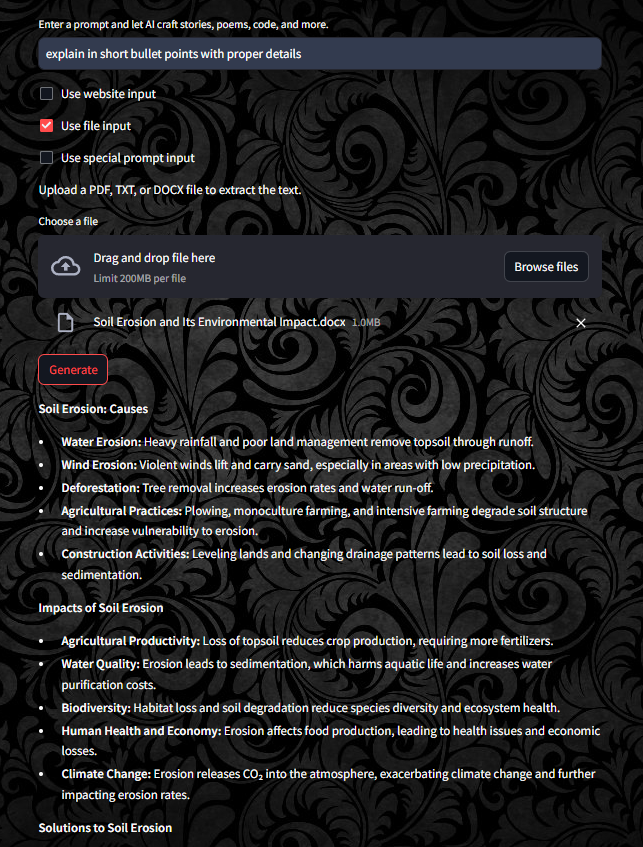 Enter a prompt and let AI craft stories, poems, code, and more.
explain in short bullet points with proper details
Use website input
Use file input
Use special prompt input
Upload a PDF, TXT, or DOCX file to extract the text.
Choose a file
Drag and drop file here
Limit 200MB per file
Browse files
Soil Erosion and Its Environmental Impact.docx 1.0MB
Generate
Soil Erosion: Causes
• Water Erosion: Heavy rainfall and poor land management remove topsoil through runoff.
• Wind Erosion: Violent winds lift and carry sand, especially in areas with low precipitation.
• Deforestation: Tree removal increases erosion rates and water run-off.
• Agricultural Practices: Plowing, monoculture farming, and intensive farming degrade soil structure
and increase vulnerability to erosion.
• Construction Activities: Leveling lands and changing drainage patterns lead to soil loss and
sedimentation.
Impacts of Soil Erosion
• Agricultural Productivity: Loss of topsoil reduces crop production, requiring more fertilizers.
• Water Quality: Erosion leads to sedimentation, which harms aquatic life and increases water
purification costs.
• Biodiversity: Habitat loss and soil degradation reduce species diversity and ecosystem health.
• Human Health and Economy: Erosion affects food production, leading to health issues and economic
losses.
• Climate Change: Erosion releases CO₂ into the atmosphere, exacerbating climate change and further
impacting erosion rates.
Solutions to Soil Erosion